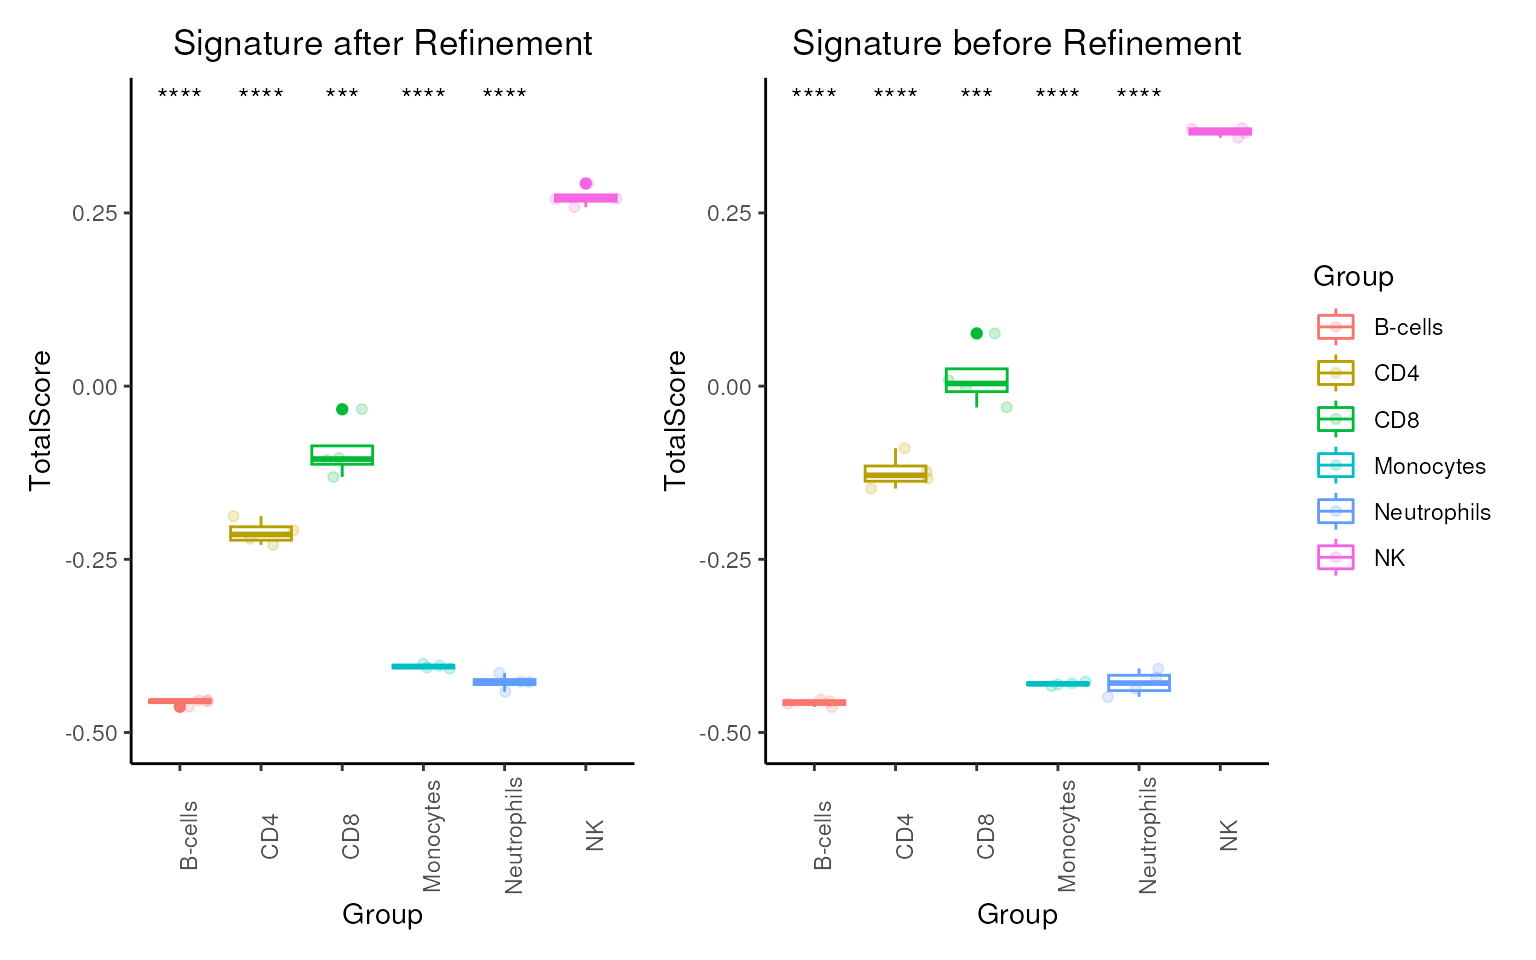 Signature after Refinement
**** **** *** **** ****
TotalScore
0.25
0.00
-0.25
-0.50
B-cells
CD4
CD8
Monocytes
Neutrophils
NK
Group
Signature before Refinement
**** **** *** **** ****
TotalScore
0.25
0.00
-0.25
-0.50
B-cells
CD4
CD8
Monocytes
Neutrophils
NK
Group
Group
B-cells
CD4
CD8
Monocytes
Neutrophils
NK